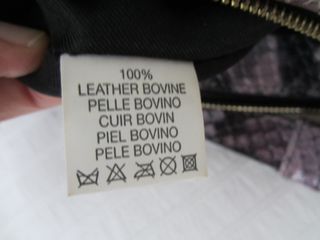 100%
LEATHER BOVINE
PELLE BOVINO
CUIR BOVIN
PIEL BOVINO
PELE BOVINO